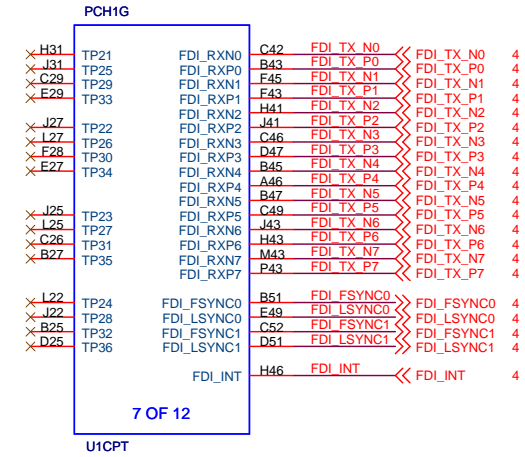 PCH1G
H31 TP21 FDI_RXN0 C42 FDI_TX_N0 FDI_TX_N0 4
J31 TP25 FDI_RXP0 B43 FDI_TX_P0 FDI_TX_P0 4
C29 TP29 FDI_RXN1 F45 FDI_TX_N1 FDI_TX_N1 4
E29 TP33 FDI_RXP1 F43 FDI_TX_P1 FDI_TX_P1 4
FDI_RXN2 H41 FDI_TX_N2 FDI_TX_N2 4
J27 TP22 FDI_RXP2 J41 FDI_TX_P2 FDI_TX_P2 4
L27 TP26 FDI_RXN3 C46 FDI_TX_N3 FDI_TX_N3 4
F28 TP30 FDI_RXP3 D47 FDI_TX_P3 FDI_TX_P3 4
E27 TP34 FDI_RXN4 B45 FDI_TX_N4 FDI_TX_N4 4
FDI_RXP4 A46 FDI_TX_P4 FDI_TX_P4 4
FDI_RXN5 B47 FDI_TX_N5 FDI_TX_N5 4
J25 TP23 FDI_RXP5 C49 FDI_TX_P5 FDI_TX_P5 4
L25 TP27 FDI_RXN6 J43 FDI_TX_N6 FDI_TX_N6 4
C26 TP31 FDI_RXP6 H43 FDI_TX_P6 FDI_TX_P6 4
B27 TP35 FDI_RXN7 M43 FDI_TX_N7 FDI_TX_N7 4
FDI_RXP7 P43 FDI_TX_P7 FDI_TX_P7 4
L22 TP24 FDI_FSYNC0 B51 FDI_FSYNC0 FDI_FSYNC0 4
J22 TP28 FDI_LSYNC0 E49 FDI_LSYNC0 FDI_LSYNC0 4
B25 TP32 FDI_FSYNC1 C52 FDI_FSYNC1 FDI_FSYNC1 4
D25 TP36 FDI_LSYNC1 D51 FDI_LSYNC1 FDI_LSYNC1 4
FDI_INT H46 FDI_INT FDI_INT 4
7 OF 12
U1CPT